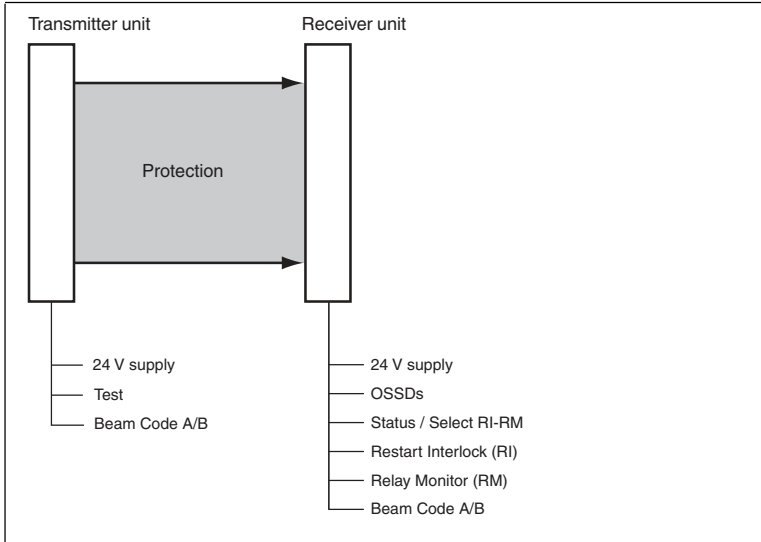 Transmitter unit
Receiver unit
Protection
24 V supply
Test
Beam Code A/B
24 V supply
OSSDs
Status / Select RI-RM
Restart Interlock (RI)
Relay Monitor (RM)
Beam Code A/B